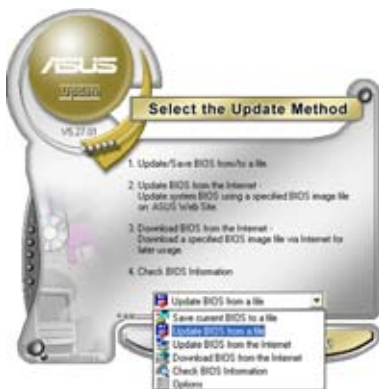 ASUS
Update
V5.27.01
Select the Update Method
1. Update/Save BIOS from/to a file
2. Update BIOS from the Internet -
Update system BIOS using a specified BIOS image file
on ASUS Web Site.
3. Download BIOS from the Internet -
Download a specified BIOS image file via Internet for
later usage.
4. Check BIOS Information
Update BIOS from a file
Save current BIOS to a file
Update BIOS from a file
Update BIOS from the Internet
Download BIOS from the Internet
Check BIOS Information
Options